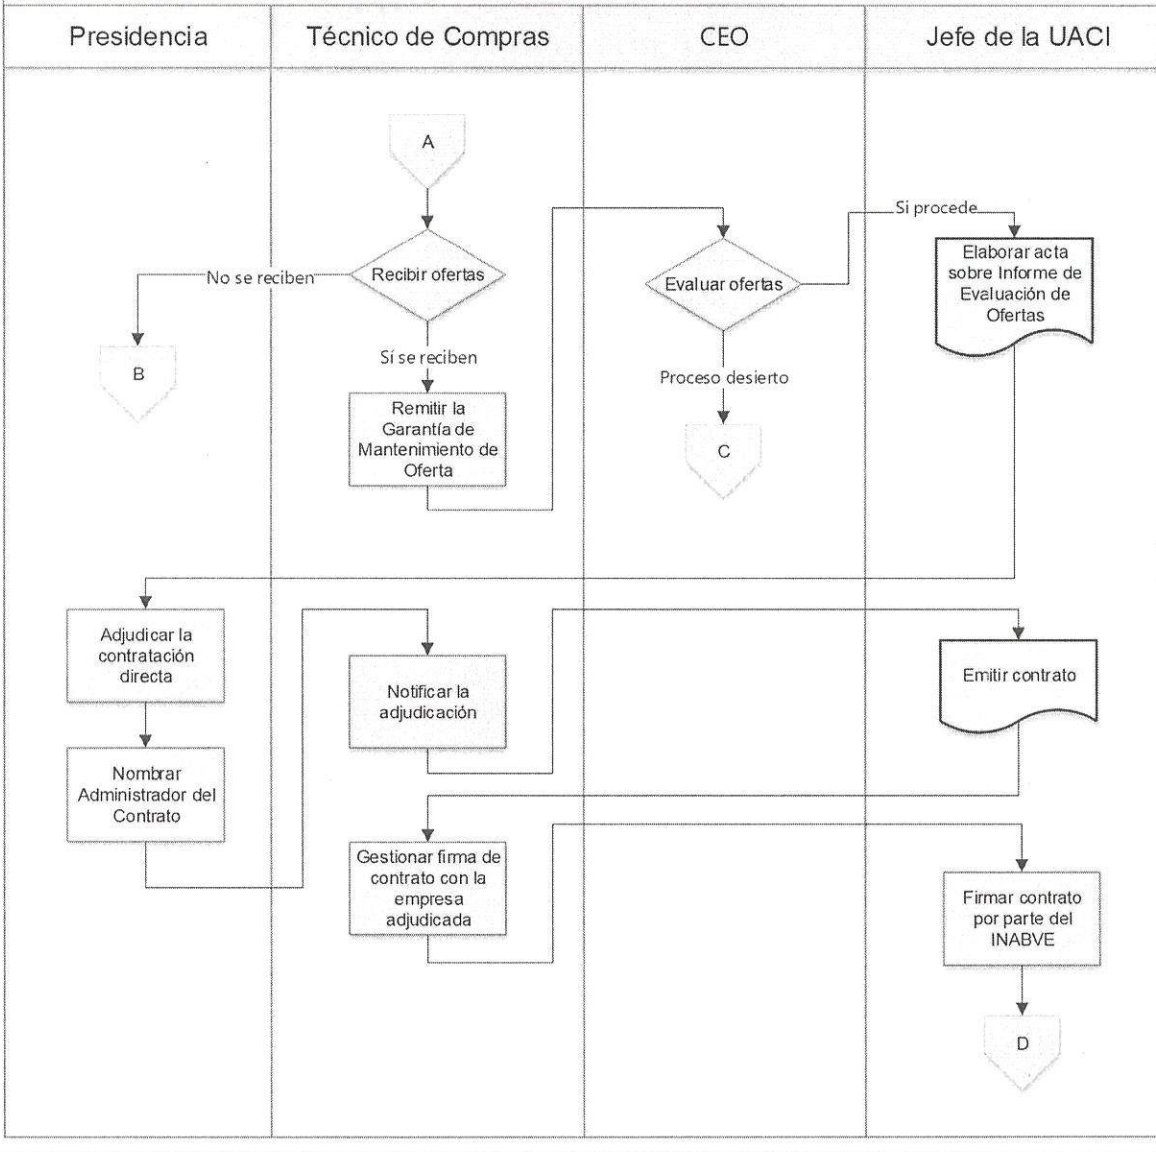 Presidencia
Técnico de Compras
CEO
Jefe de la UACI
A
Si procede
Recibir ofertas
No se reciben
Evaluar ofertas
Elaborar acta
sobre Informe de
Evaluación de
Ofertas
B
Sí se reciben
Proceso desierto
Remitir la
Garantía de
Mantenimiento de
Oferta
C
Adjudicar la
contratación
directa
Notificar la
adjudicación
Emitir contrato
Nombrar
Administrador del
Contrato
Gestionar firma de
contrato con la
empresa
adjudicada
Firmar contrato
por parte del
INABVE
D